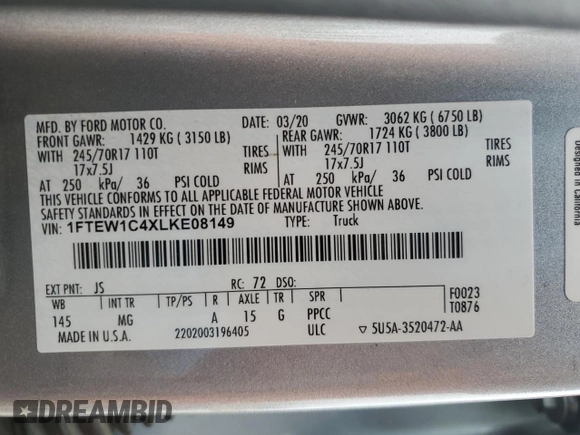 MFD. BY FORD MOTOR CO. DATE: 03/20 GVWR: 3062 KG ( 6750 LB)
FRONT GAWR: 1429 KG ( 3150 LB) REAR GAWR: 1724 KG ( 3800 LB)
WITH 245/70R17 110T TIRES WITH 245/70R17 110T TIRES
17x7.5J RIMS 17x7.5J RIMS
AT 250 kPa/ 36 PSI COLD AT 250 kPa/ 36 PSI COLD
THIS VEHICLE CONFORMS TO ALL APPLICABLE FEDERAL MOTOR VEHICLE
SAFETY STANDARDS IN EFFECT ON THE DATE OF MANUFACTURE SHOWN ABOVE.
VIN: 1FTEW1C4XLKE08149 TYPE: Truck
EXT PNT: JS RC: 72 DSO:
WB INT TR TP/PS R AXLE TR SPR F0023
145 MG A 15 G PPCC T0876
MADE IN U.S.A. 2202003196405 ULC ▽ 5U5A-3520472-AA
Designed in California
DREAMBID